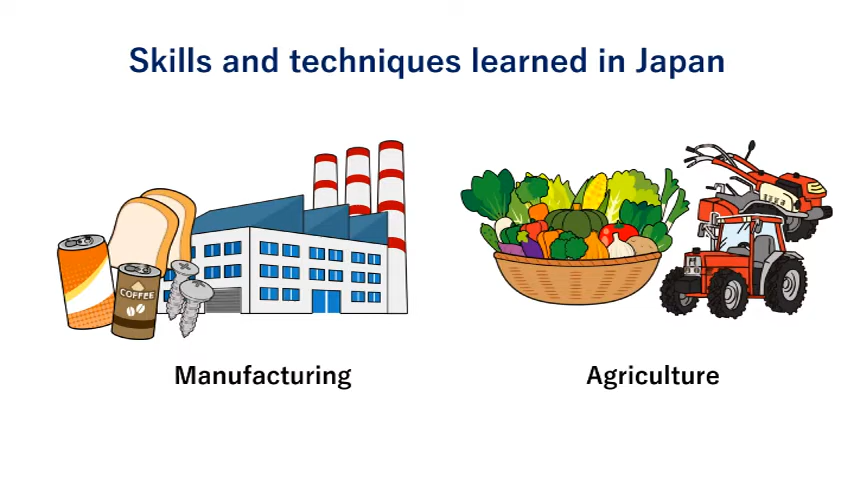 Skills and techniques learned in Japan
COFFEE
Manufacturing
Agriculture